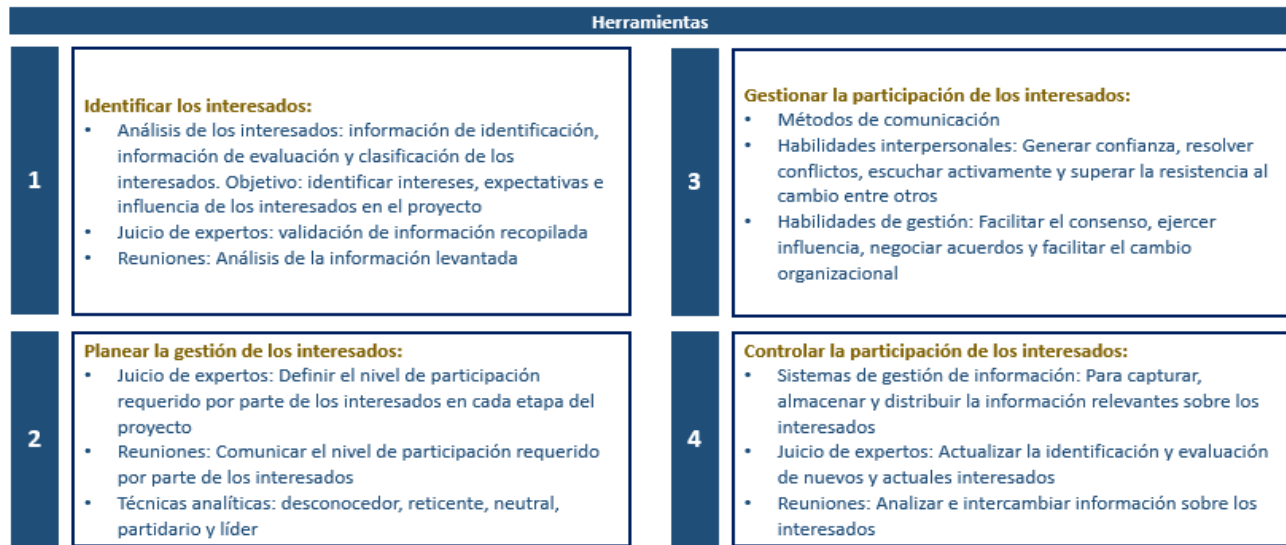 Herramientas
1
Identificar los interesados:
• Análisis de los interesados: información de identificación,
información de evaluación y clasificación de los
interesados. Objetivo: identificar intereses, expectativas e
influencia de los interesados en el proyecto
• Juicio de expertos: validación de información recopilada
• Reuniones: Análisis de la información levantada
2
Planear la gestión de los interesados:
• Juicio de expertos: Definir el nivel de participación
requerido por parte de los interesados en cada etapa del
proyecto
• Reuniones: Comunicar el nivel de participación requerido
por parte de los interesados
• Técnicas analíticas: desconocedor, reticente, neutral,
partidario y líder
3
Gestionar la participación de los interesados:
• Métodos de comunicación
• Habilidades interpersonales: Generar confianza, resolver
conflictos, escuchar activamente y superar la resistencia al
cambio entre otros
• Habilidades de gestión: Facilitar el consenso, ejercer
influencia, negociar acuerdos y facilitar el cambio
organizacional
4
Controlar la participación de los interesados:
• Sistemas de gestión de información: Para capturar,
almacenar y distribuir la información relevantes sobre los
interesados
• Juicio de expertos: Actualizar la identificación y evaluación
de nuevos y actuales interesados
• Reuniones: Analizar e intercambiar información sobre los
interesados